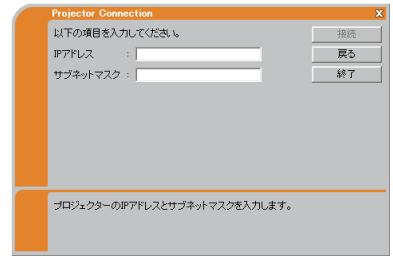 Projector Connection
以下の項目を入力してください。
IPアドレス :
サブネットマスク :
接続
戻る
終了
プロジェクターのIPアドレスとサブネットマスクを入力します。